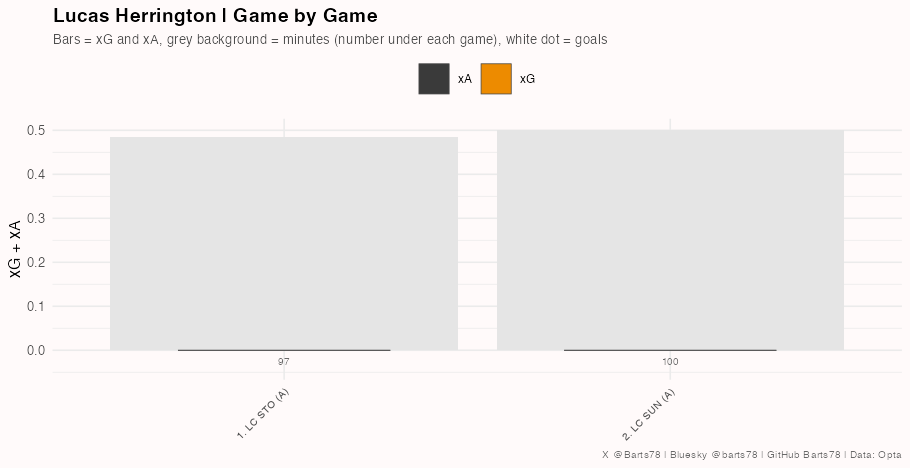 Lucas Herrington | Game by Game
Bars = xG and xA, grey background = minutes (number under each game), white dot = goals
xA xG
xG + xA
0.5
0.4
0.3
0.2
0.1
0.0
97 100
1. LC STO (A) 2. LC SUN (A)
X @Barts78 | Bluesky @barts78 | GitHub Barts78 | Data: Opta